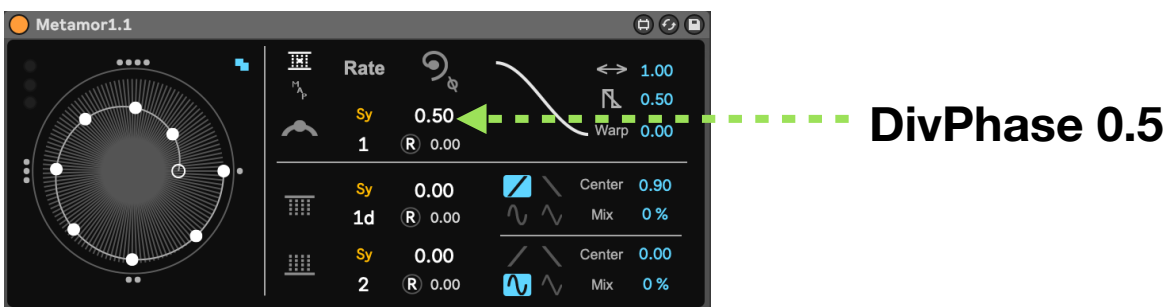 Metamor1.1
Rate
1.00
MAP
0.50
Sy 0.50
Warp 0.00
DivPhase 0.5
1 R 0.00
Sy 0.00
Center 0.90
1d R 0.00
Mix 0 %
Sy 0.00
Center 0.00
2 R 0.00
Mix 0 %